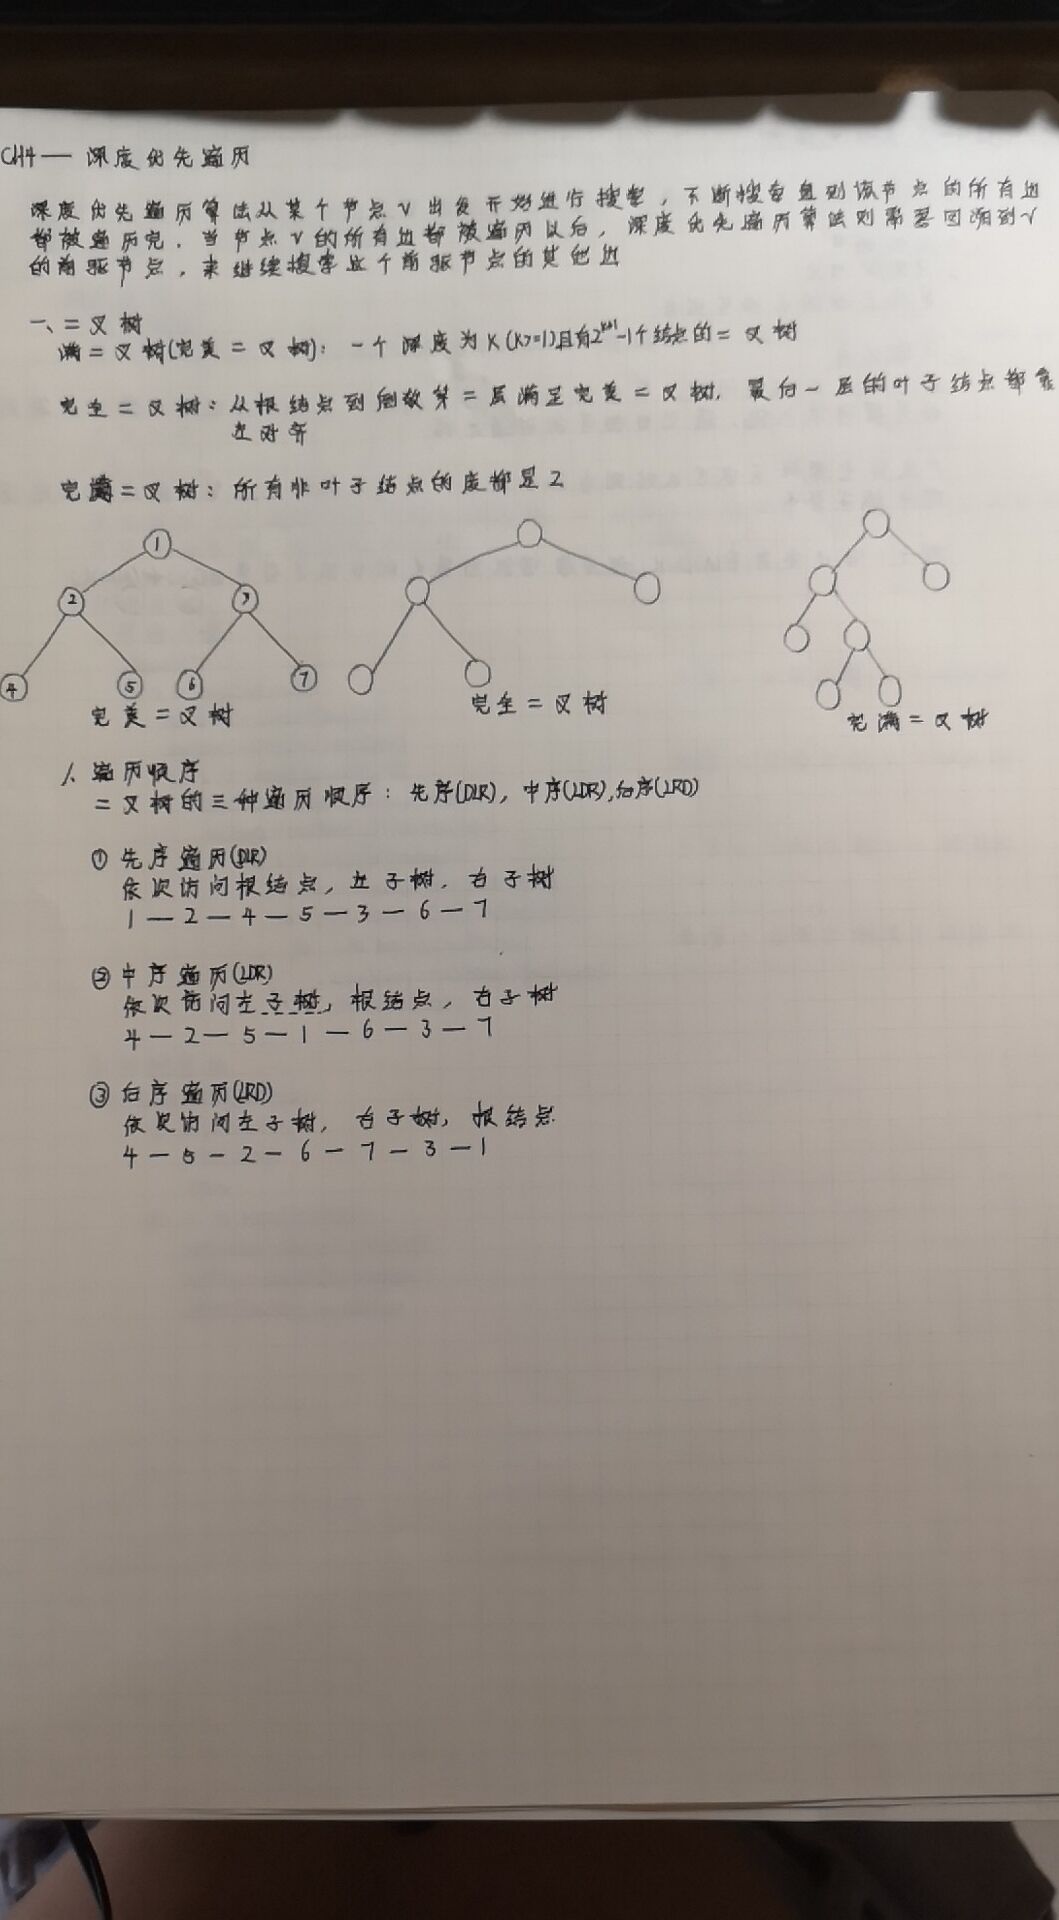 CH4— 深度优先遍历
深度优先遍历算法从某个节点v出发开始进行搜索，不断搜索直到该节点的所有边
都被遍历完．当节点v的所有边都被遍历以后，深度优先遍历算法则需要回溯到v
的前驱节点，来继续搜索这个前驱节点的其他边
一、二叉树
满二叉树(完美二叉树)：一个深度为K(K>=1)且有2^(k+1)-1个结点的二叉树
完全二叉树：从根结点到倒数第二层满足完美二叉树，最后一层的叶子结点都靠
左对齐
完满二叉树：所有非叶子结点的度都是2
1
2 3
4 5 6 7
完美二叉树 完全二叉树 完满二叉树
1. 遍历顺序
二叉树的三种遍历顺序：先序(DLR)，中序(LDR),后序(LRD)
① 先序遍历(DLR)
依次访问根结点，左子树，右子树
1—2—4—5—3—6—7
② 中序遍历(LDR)
依次访问左子树，根结点，右子树
4—2—5—1—6—3—7
③ 后序遍历(LRD)
依次访问左子树，右子树，根结点
4—5—2—6—7—3—1